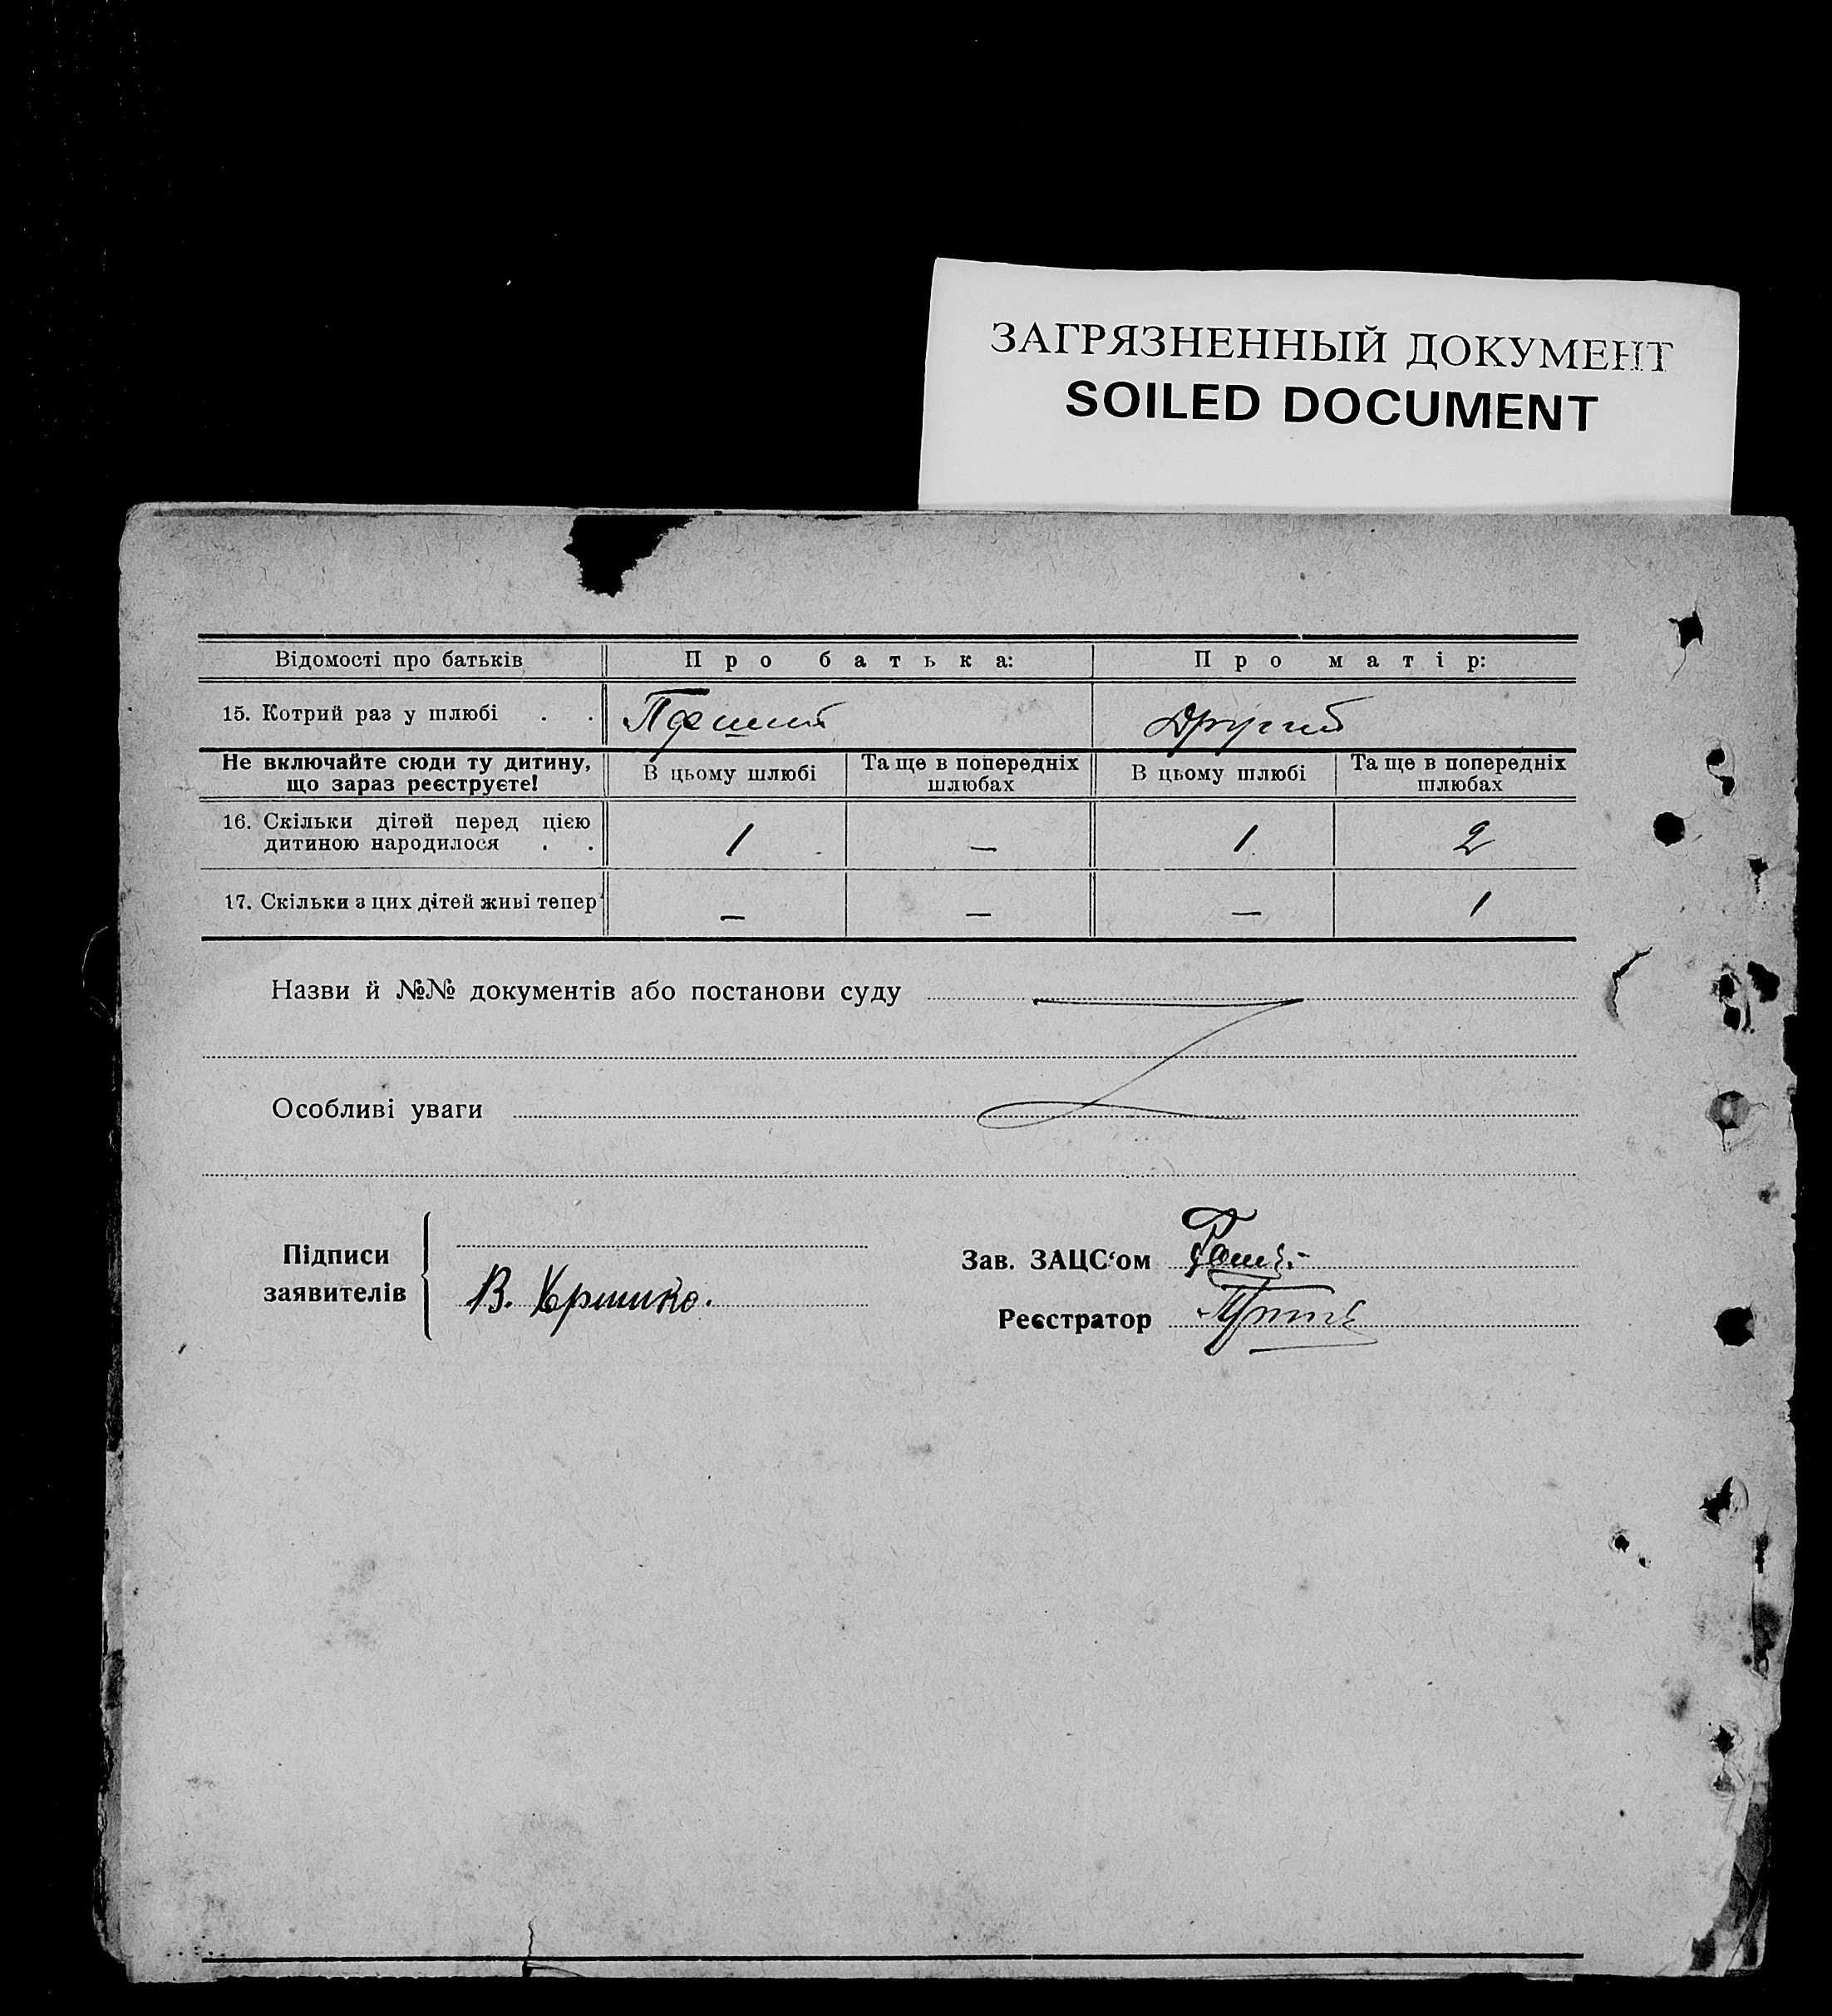 ЗАГРЯЗНЕННЫЙ ДОКУМЕНТ
SOILED DOCUMENT
Відомості про батьків Про батька: Про матір:
15. Котрий раз у шлюбі . . Перший Другий
Не включайте сюди ту дитину, що зараз реєструєте! В цьому шлюбі Та ще в попередніх шлюбах В цьому шлюбі Та ще в попередніх шлюбах
16. Скільки дітей перед цією дитиною народилося . . 1 — 1 2
17. Скільки з цих дітей живі тепер — — — 1
Назви й №№ документів або постанови суду
Особливі уваги
Підписи заявителів
В.
Зав. ЗАЦС‘ом
Реєстратор